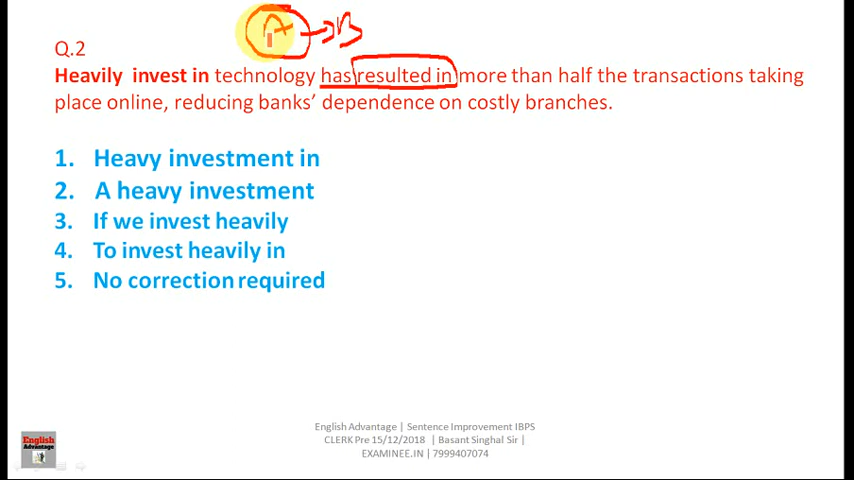 A → B
Q.2
Heavily invest in technology has resulted in more than half the transactions taking
place online, reducing banks’ dependence on costly branches.
1. Heavy investment in
2. A heavy investment
3. If we invest heavily
4. To invest heavily in
5. No correction required
English Advantage | Sentence Improvement IBPS
CLERK Pre 15/12/2018 | Basant Singhal Sir |
EXAMINEE.IN | 7999407074
English
Advantage